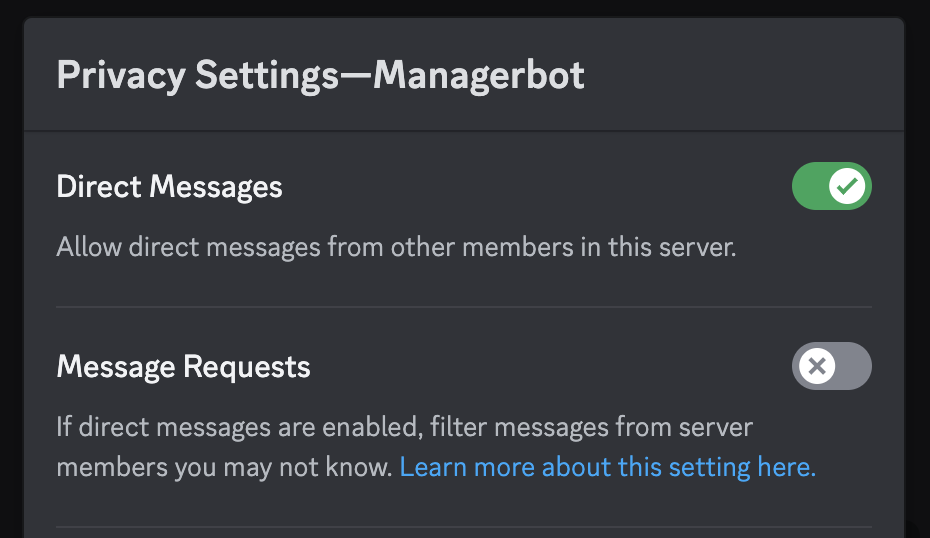 Privacy Settings—Managerbot
Direct Messages
Allow direct messages from other members in this server.
Message Requests
If direct messages are enabled, filter messages from server
members you may not know. Learn more about this setting here.